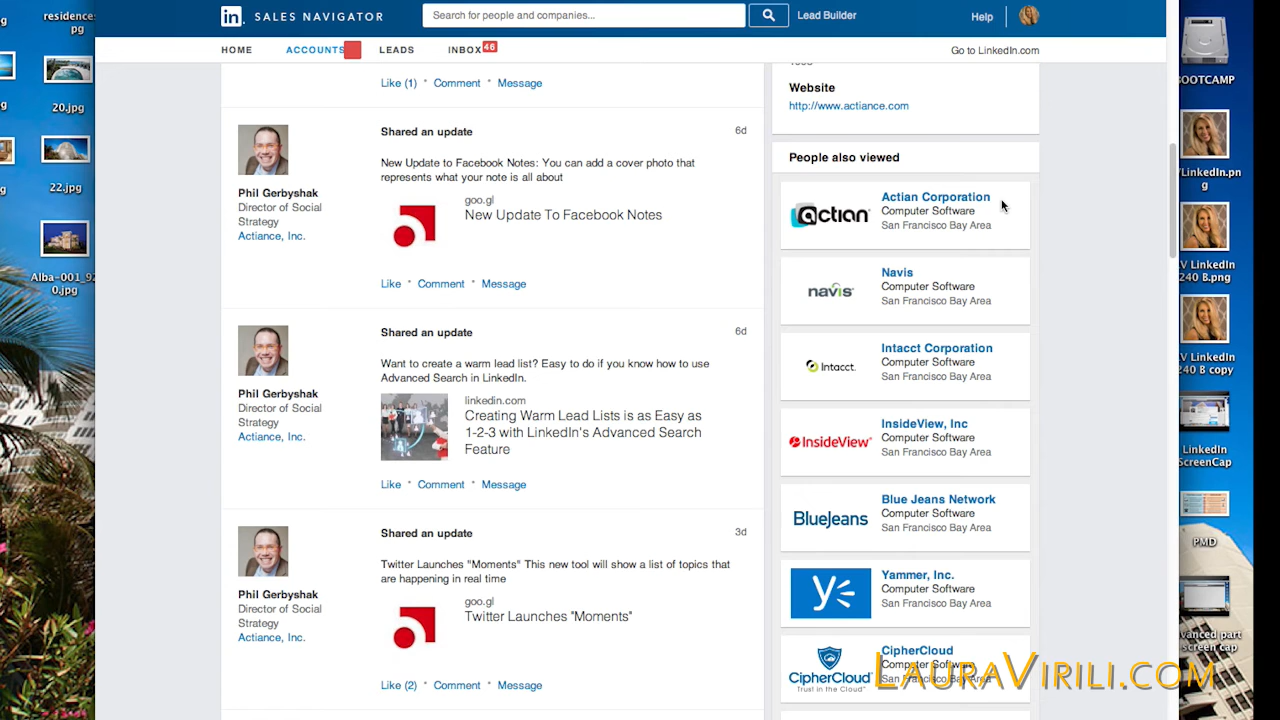 residence
pg
20.jpg
22.jpg
Alba-001_92
0.jpg
in. SALES NAVIGATOR
Search for people and companies...
Lead Builder
Help
HOME
ACCOUNTS
LEADS
INBOX 46
Go to LinkedIn.com
Like (1) • Comment • Message
Phil Gerbyshak
Director of Social
Strategy
Actiance, Inc.
Shared an update
6d
New Update to Facebook Notes: You can add a cover photo that
represents what your note is all about
goo.gl
New Update To Facebook Notes
Like • Comment • Message
Phil Gerbyshak
Director of Social
Strategy
Actiance, Inc.
Shared an update
6d
Want to create a warm lead list? Easy to do if you know how to use
Advanced Search in LinkedIn.
linkedin.com
Creating Warm Lead Lists is as Easy as
1-2-3 with LinkedIn's Advanced Search
Feature
Like • Comment • Message
Phil Gerbyshak
Director of Social
Strategy
Actiance, Inc.
Shared an update
3d
Twitter Launches "Moments" This new tool will show a list of topics that
are happening in real time
goo.gl
Twitter Launches "Moments"
Like (2) • Comment • Message
Website
http://www.actiance.com
People also viewed
actian
Actian Corporation
Computer Software
San Francisco Bay Area
navis
Navis
Computer Software
San Francisco Bay Area
Intacct.
Intacct Corporation
Computer Software
San Francisco Bay Area
InsideView
InsideView, Inc
Computer Software
San Francisco Bay Area
BlueJeans
Blue Jeans Network
Computer Software
San Francisco Bay Area
Yammer, Inc.
Computer Software
San Francisco Bay Area
CipherCloud
Trust in the Cloud
CipherCloud
Computer Software
San Francisco Bay Area
LAURAVIRILI.COM
BOOTCAMP
/LinkedIn.pn
g
LV LinkedIn
240 B.png
LV LinkedIn
240 B copy
LinkedIn
ScreenCap
PMD
advanced part
screen cap